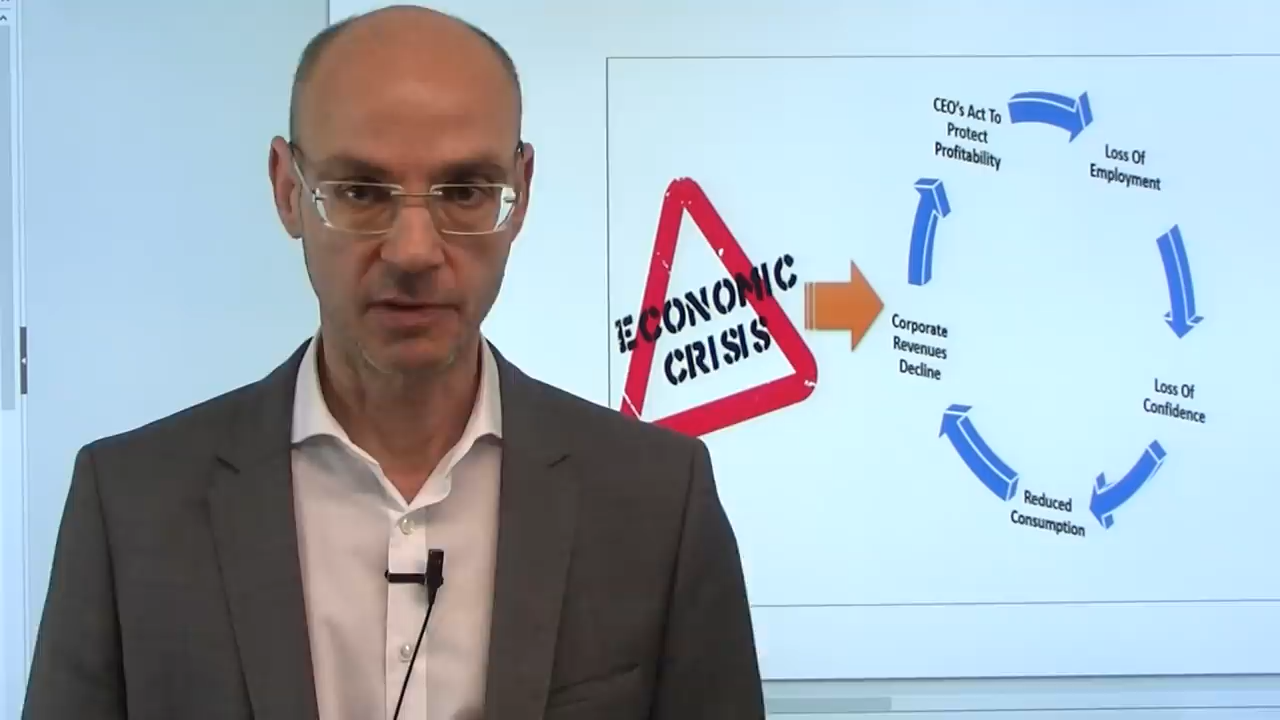 ECONOMIC
CRISIS
CEO's Act To
Protect
Profitability
Loss Of
Employment
Loss Of
Confidence
Reduced
Consumption
Corporate
Revenues
Decline